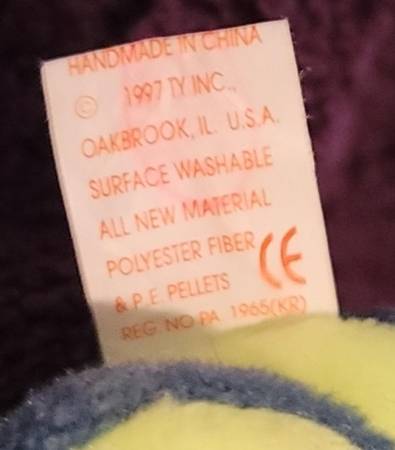 HANDMADE IN CHINA
© 1997 TY INC.,
OAKBROOK, IL. U.S.A.
SURFACE WASHABLE
ALL NEW MATERIAL
POLYESTER FIBER
& P.E. PELLETS CE
REG. NO PA. 1965(KR)